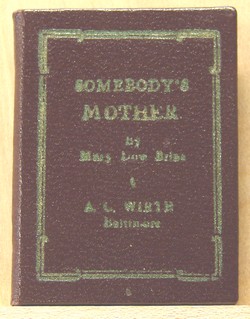 SOMEBODY'S
MOTHER
By
Mary Dow Brine
A. C. WIRTH
Baltimore